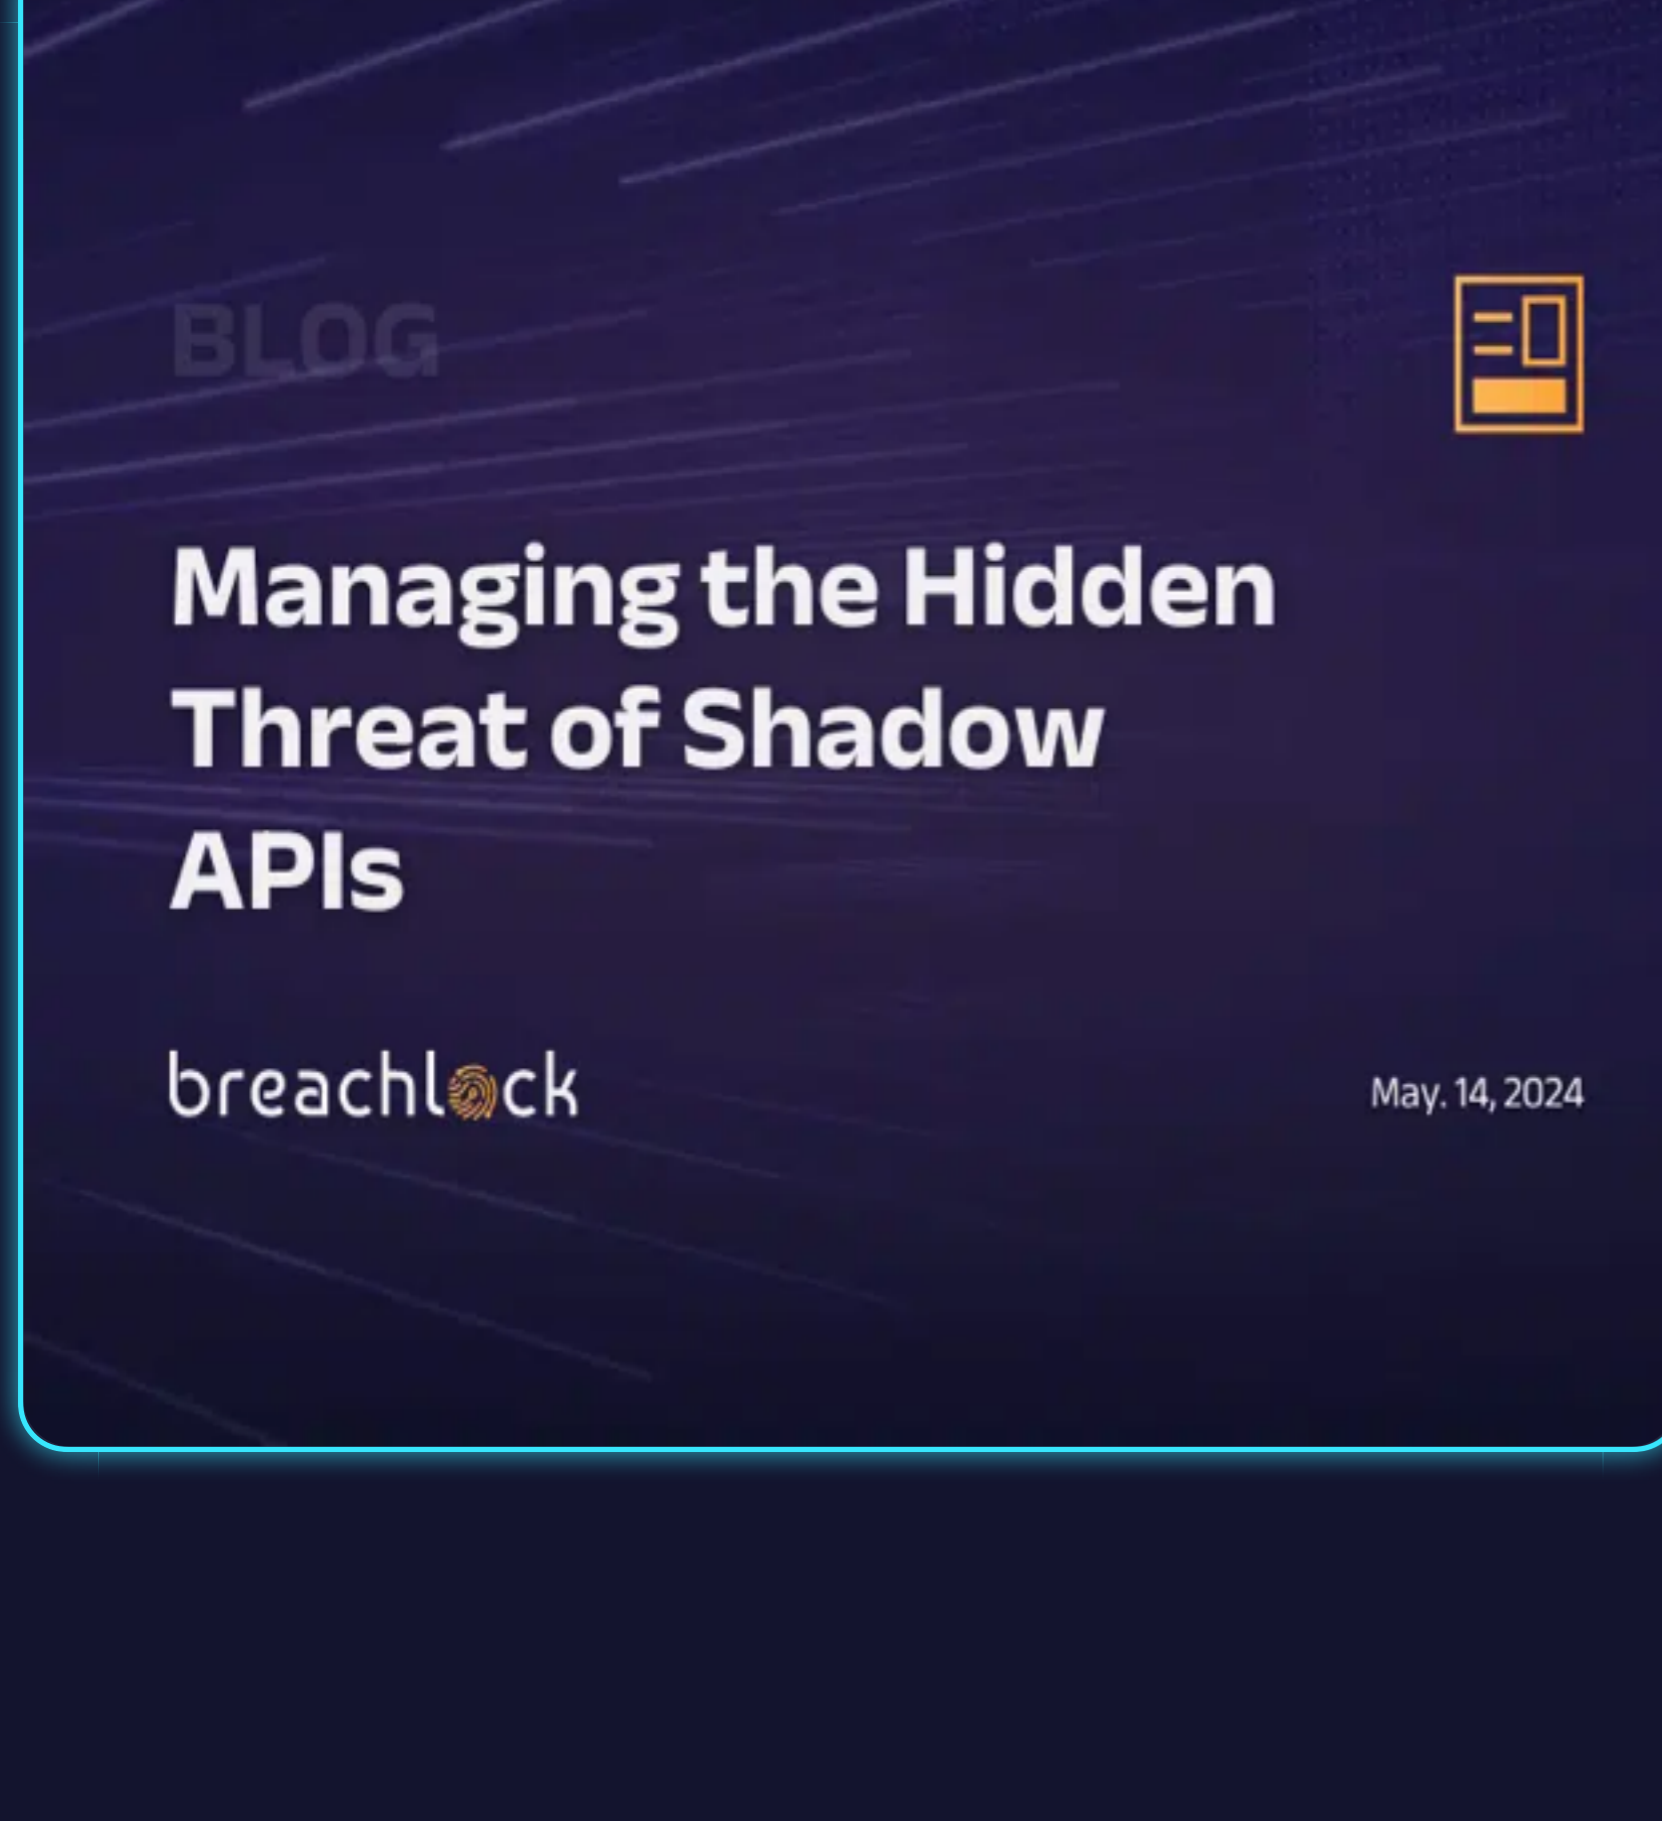 BLOG
Managing the Hidden
Threat of Shadow
APIs
breachlock
May. 14, 2024